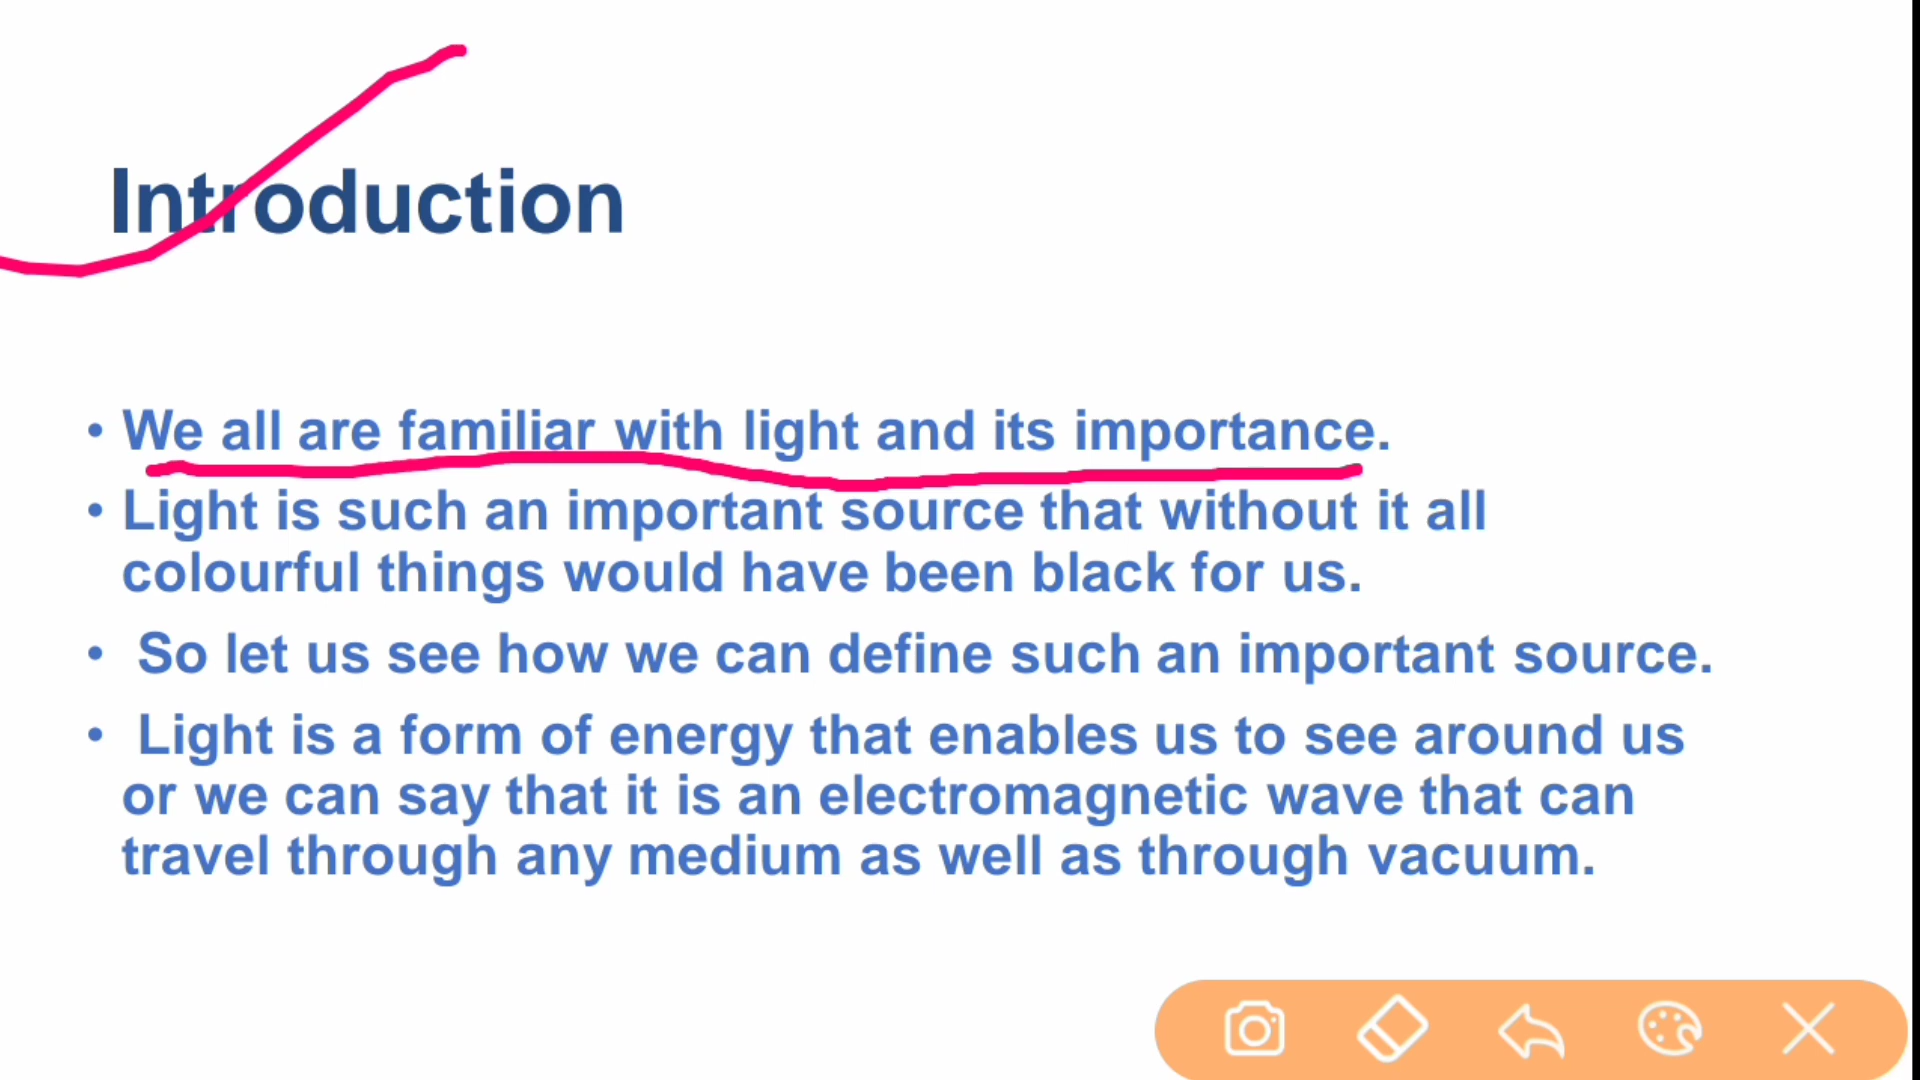 Introduction
• We all are familiar with light and its importance.
• Light is such an important source that without it all
colourful things would have been black for us.
• So let us see how we can define such an important source.
• Light is a form of energy that enables us to see around us
or we can say that it is an electromagnetic wave that can
travel through any medium as well as through vacuum.